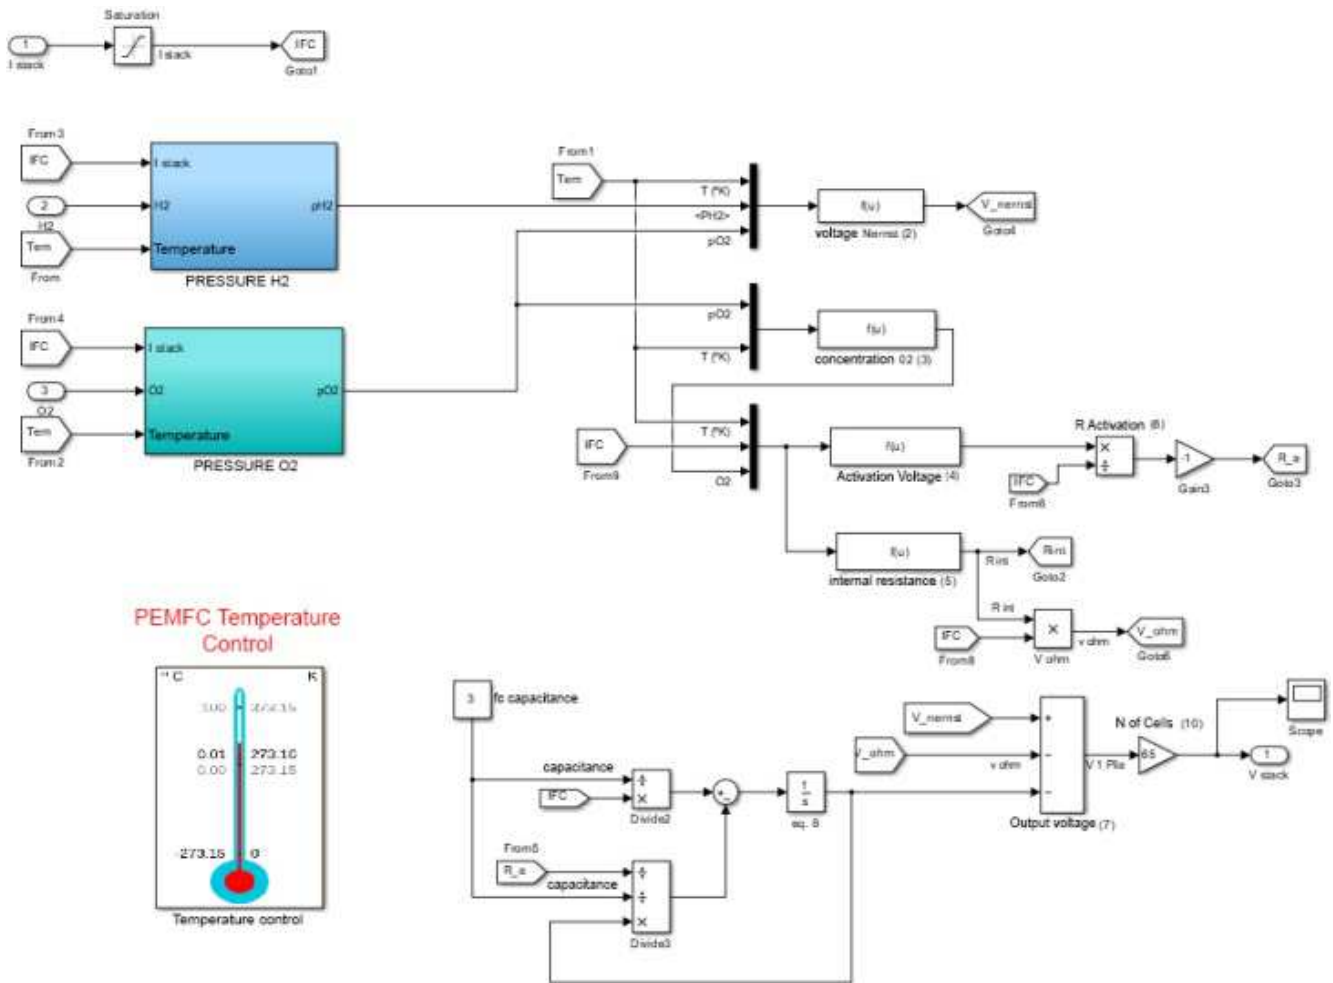 Saturation
1
I stack
I stack
IFC
Goto1
From3
IFC
I stack
2
H2
H2
pH2
Tem
Temperature
From
PRESSURE H2
From4
IFC
I stack
3
O2
O2
pO2
Tem
Temperature
From2
PRESSURE O2
From1
Tem
T (°K)
<PH2>
pO2
f(u)
voltage Nernst (2)
V_nernst
Goto4
pO2
T (°K)
f(u)
concentration 02 (3)
T (°K)
IFC
From9
O2
f(u)
Activation Voltage (4)
R Activation (6)
×
÷
IFC
From6
-1
Gain3
R_a
Goto3
f(u)
internal resistance (5)
Rint
Rint
Goto2
R int
IFC
From8
×
V ohm
v ohm
V_ohm
Goto6
PEMFC Temperature
Control
° C
K
100
373.15
0.01
273.16
0.00
273.15
-273.15
0
Temperature control
3
fc capacitance
capacitance
IFC
÷
×
Divide2
From5
R_a
capacitance
÷
÷
×
Divide3
+
-
1
s
eq. 8
V_nernst
V_ohm
v ohm
+
-
-
Output voltage (7)
V 1 Pila
N of Cells (10)
65
Scope
1
V stack